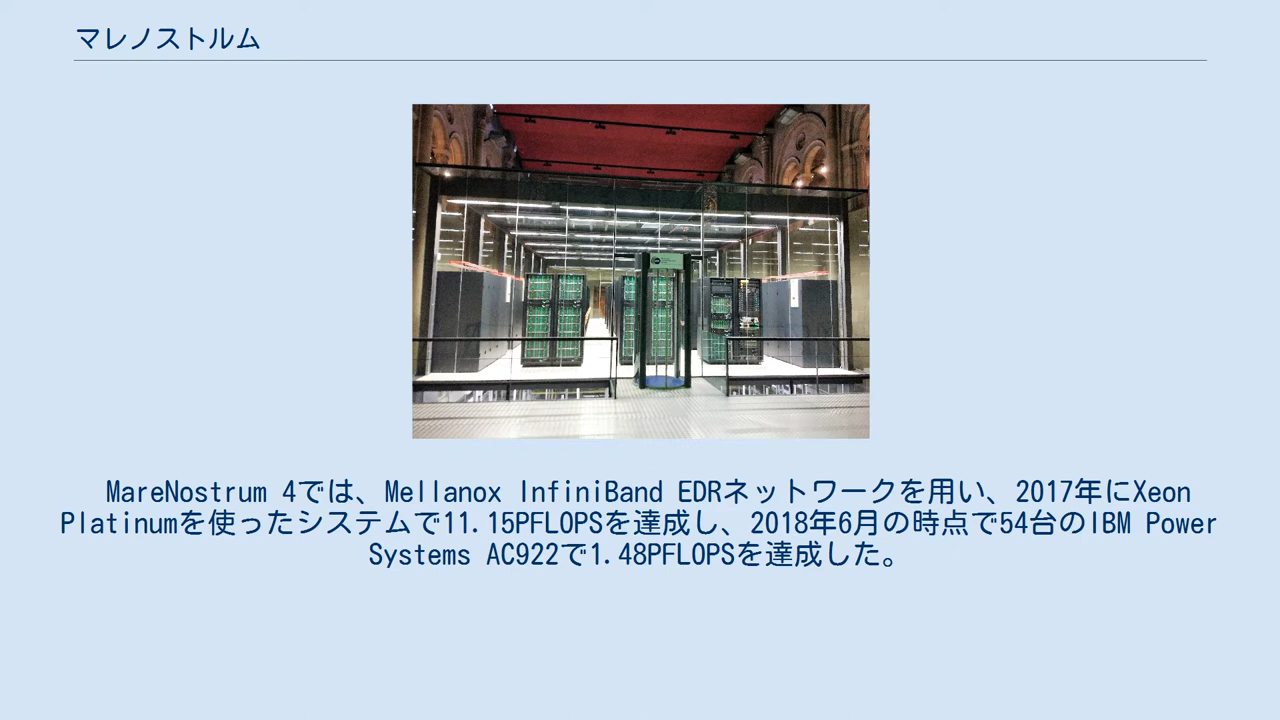 マレノストルム
MareNostrum 4では、Mellanox InfiniBand EDRネットワークを用い、2017年にXeon
Platinumを使ったシステムで11.15PFLOPSを達成し、2018年6月の時点で54台のIBM Power
Systems AC922で1.48PFLOPSを達成した。